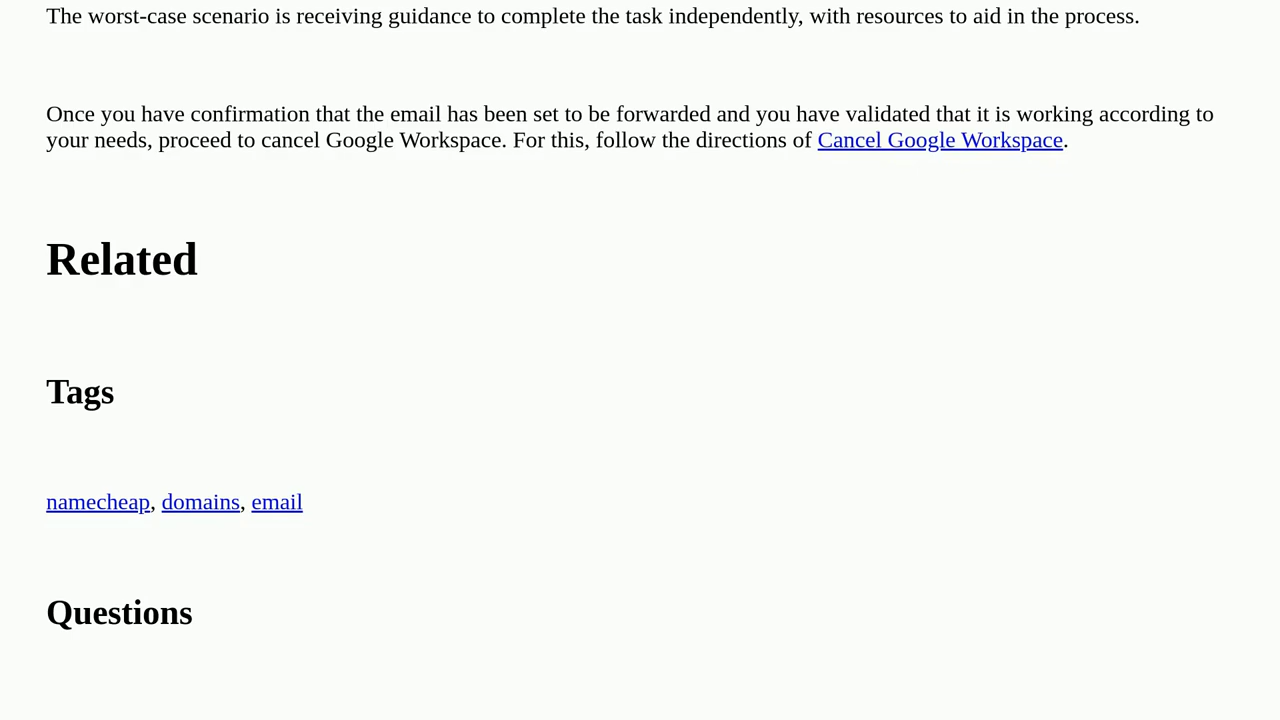 The worst-case scenario is receiving guidance to complete the task independently, with resources to aid in the process.
Once you have confirmation that the email has been set to be forwarded and you have validated that it is working according to
your needs, proceed to cancel Google Workspace. For this, follow the directions of Cancel Google Workspace.
Related
Tags
namecheap, domains, email
Questions